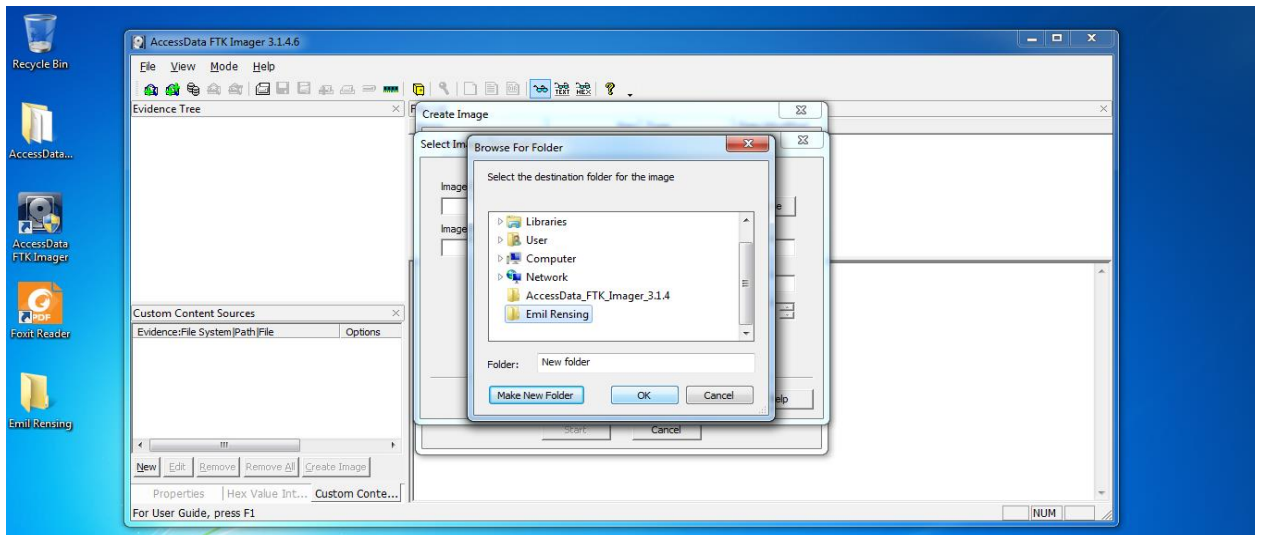 Recycle Bin
AccessData...
AccessData
FTK Imager
Foxit Reader
Emil Rensing
AccessData FTK Imager 3.1.4.6
File View Mode Help
Evidence Tree
Custom Content Sources
Evidence:File System|Path|File Options
New Edit Remove Remove All Create Image
Properties Hex Value Int... Custom Conte...
For User Guide, press F1
NUM
Create Image
Select Im
Image
Image
Start Cancel
Browse For Folder
Select the destination folder for the image
Libraries
User
Computer
Network
AccessData_FTK_Imager_3.1.4
Emil Rensing
Folder: New folder
Make New Folder OK Cancel